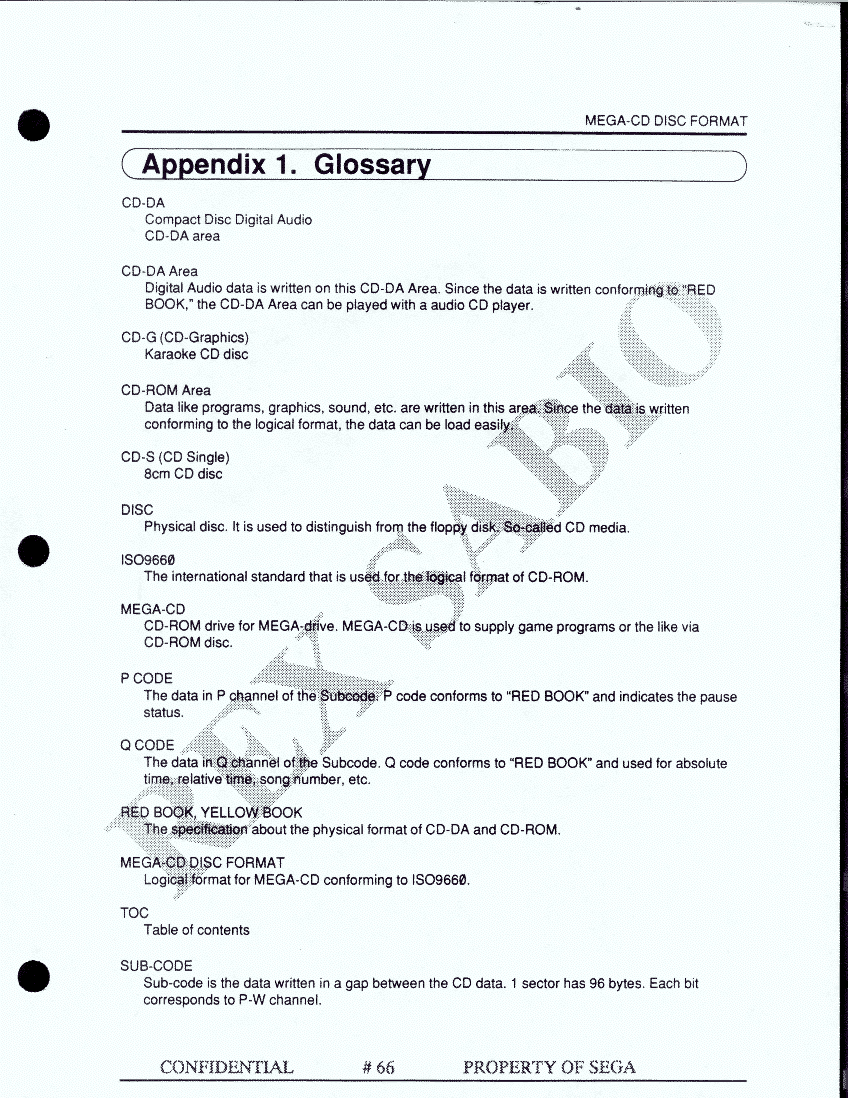 MEGA-CD DISC FORMAT
Appendix 1. Glossary
CD-DA
Compact Disc Digital Audio
CD-DA area
CD-DA Area
Digital Audio data is written on this CD-DA Area. Since the data is written conforming to "RED
BOOK," the CD-DA Area can be played with a audio CD player.
CD-G (CD-Graphics)
Karaoke CD disc
CD-ROM Area
Data like programs, graphics, sound, etc. are written in this area. Since the data is written
conforming to the logical format, the data can be load easily.
CD-S (CD Single)
8cm CD disc
DISC
Physical disc. It is used to distinguish from the floppy disk. So-called CD media.
ISO9660
The international standard that is used for the logical format of CD-ROM.
MEGA-CD
CD-ROM drive for MEGA-drive. MEGA-CD is used to supply game programs or the like via
CD-ROM disc.
P CODE
The data in P channel of the Subcode. P code conforms to “RED BOOK” and indicates the pause
status.
Q CODE
The data in Q channel of the Subcode. Q code conforms to “RED BOOK” and used for absolute
time, relative time, song number, etc.
RED BOOK, YELLOW BOOK
The specification about the physical format of CD-DA and CD-ROM.
MEGA-CD DISC FORMAT
Logical format for MEGA-CD conforming to ISO9660.
TOC
Table of contents
SUB-CODE
Sub-code is the data written in a gap between the CD data. 1 sector has 96 bytes. Each bit
corresponds to P-W channel.
REX SABIO
CONFIDENTIAL # 66 PROPERTY OF SEGA